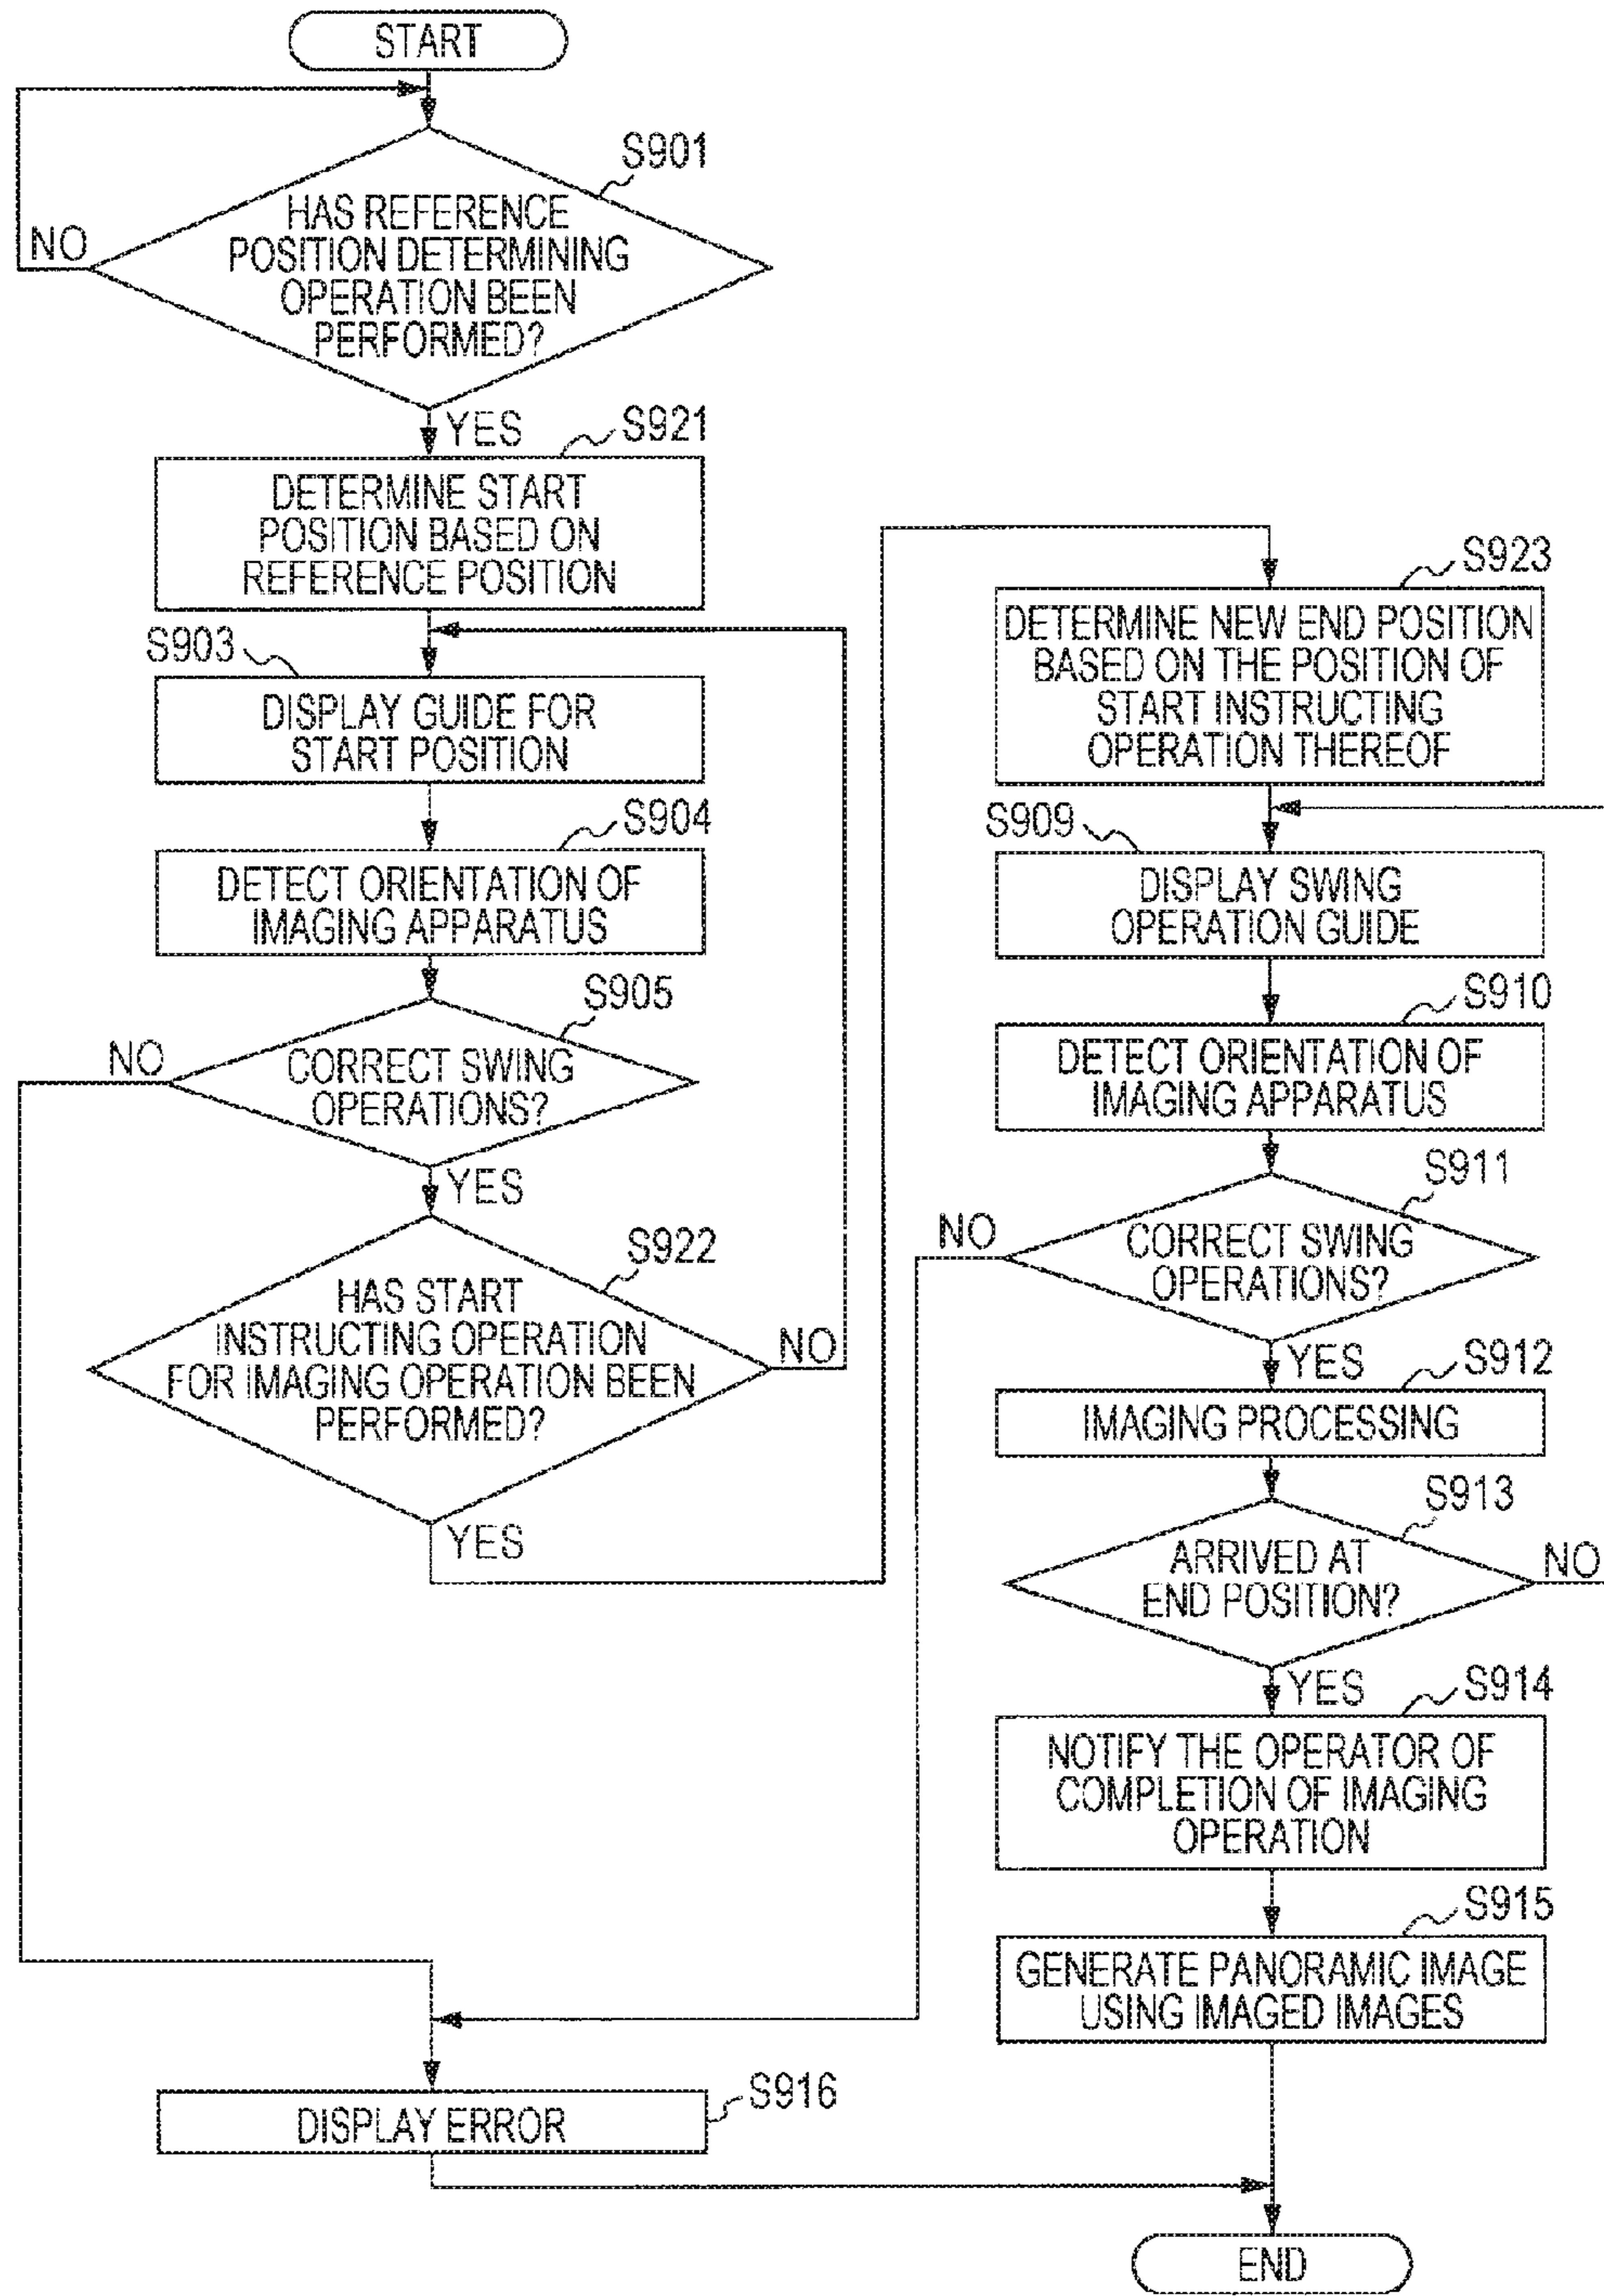 START
S901
HAS REFERENCE
POSITION DETERMINING
OPERATION BEEN
PERFORMED?
NO
YES
S921
DETERMINE START
POSITION BASED ON
REFERENCE POSITION
S903
DISPLAY GUIDE FOR
START POSITION
S904
DETECT ORIENTATION OF
IMAGING APPARATUS
S905
NO
CORRECT SWING
OPERATIONS?
YES
S922
HAS START
INSTRUCTING OPERATION
FOR IMAGING OPERATION BEEN
PERFORMED?
NO
YES
S923
DETERMINE NEW END POSITION
BASED ON THE POSITION OF
START INSTRUCTING
OPERATION THEREOF
S909
DISPLAY SWING
OPERATION GUIDE
S910
DETECT ORIENTATION OF
IMAGING APPARATUS
S911
NO
CORRECT SWING
OPERATIONS?
YES
S912
IMAGING PROCESSING
S913
ARRIVED AT
END POSITION?
NO
YES
S914
NOTIFY THE OPERATOR OF
COMPLETION OF IMAGING
OPERATION
S915
GENERATE PANORAMIC IMAGE
USING IMAGED IMAGES
S916
DISPLAY ERROR
END